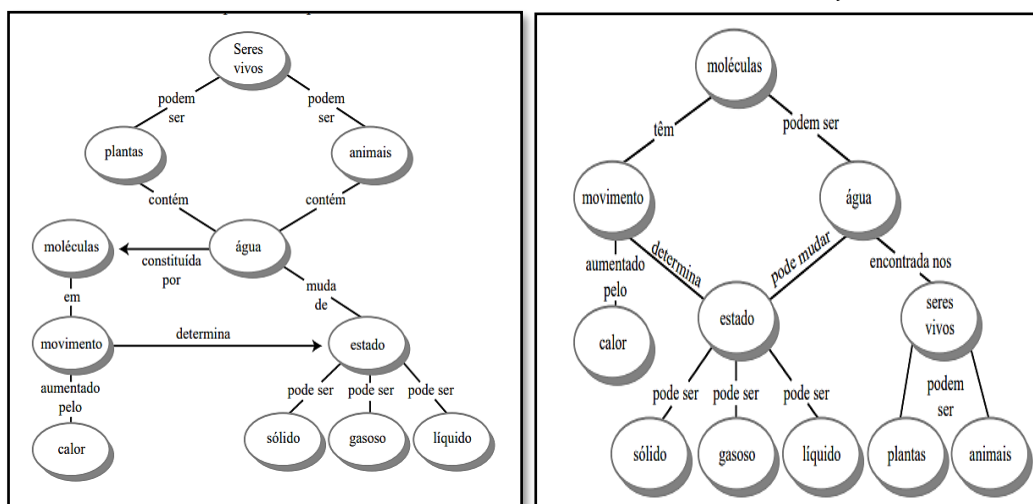 Seres
vivos
podem
ser
podem
ser
plantas
animais
contém
contém
moléculas
água
constituída
por
em
muda
de
movimento
determina
estado
aumentado
pelo
pode ser
pode ser
pode ser
calor
sólido
gasoso
líquido
moléculas
têm
podem ser
movimento
água
aumentado
pelo
determina
pode mudar
encontrada nos
calor
estado
seres
vivos
pode ser
pode ser
pode ser
podem
ser
sólido
gasoso
líquido
plantas
animais